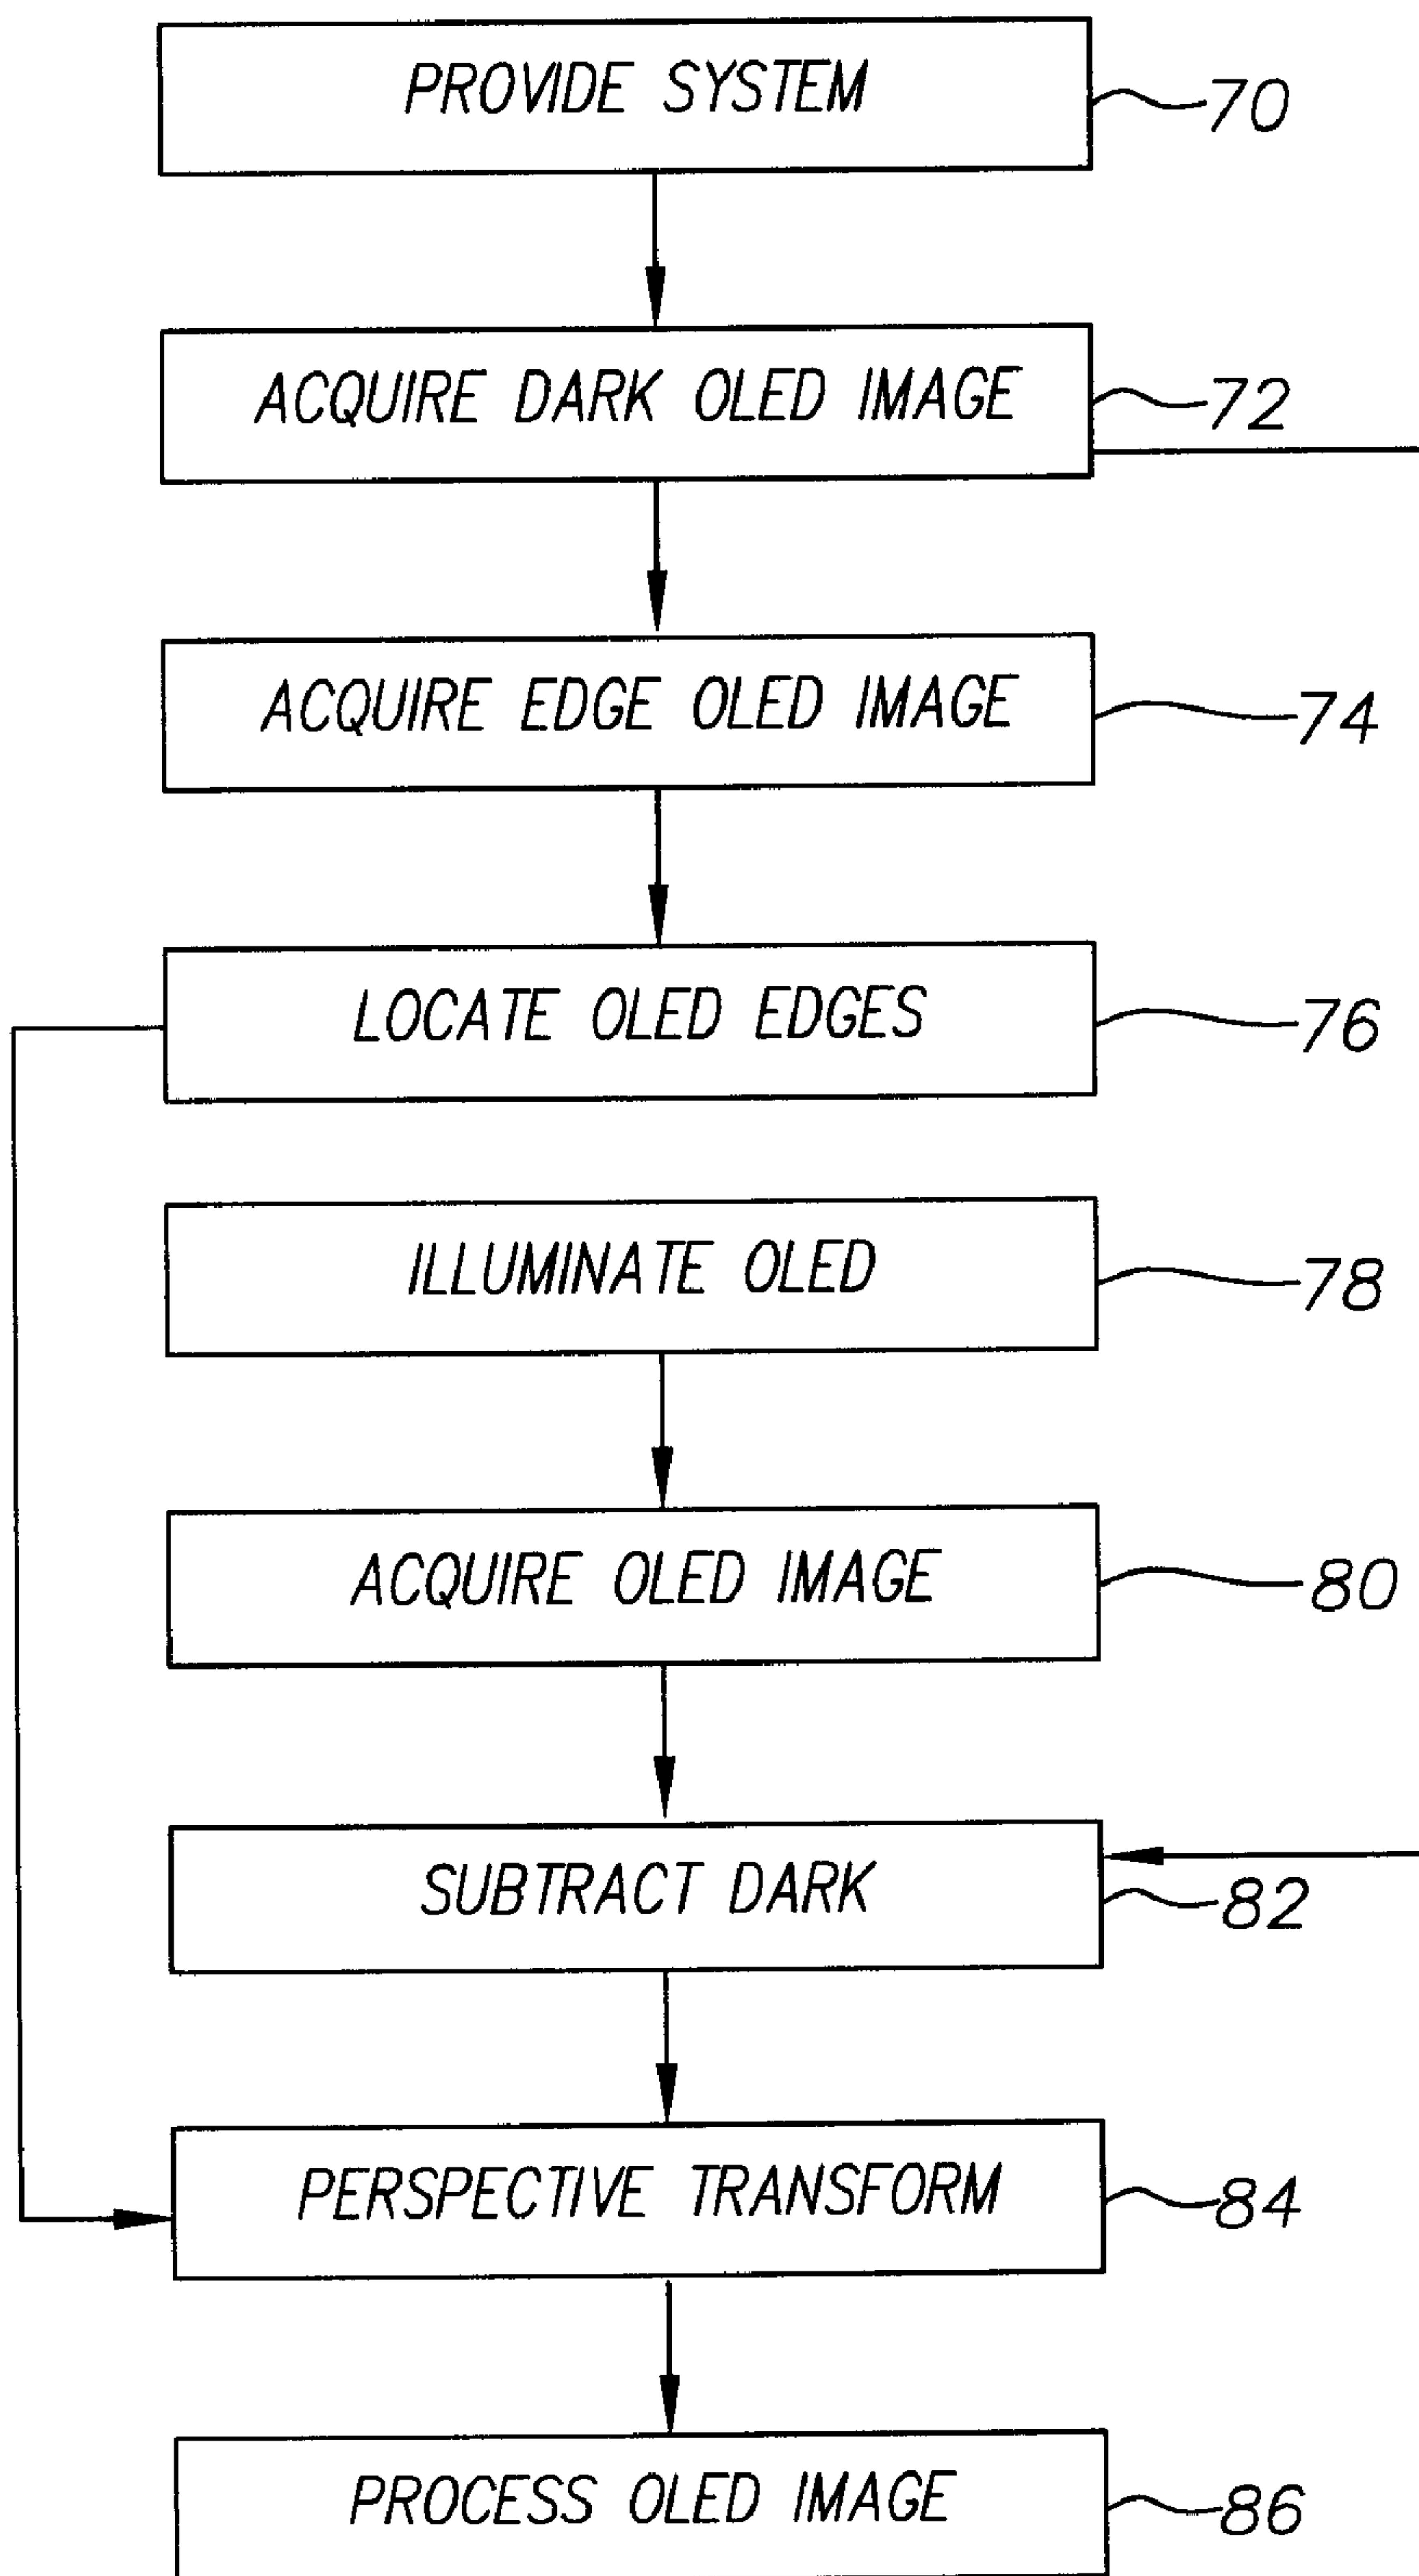 PROVIDE SYSTEM
70
ACQUIRE DARK OLED IMAGE
72
ACQUIRE EDGE OLED IMAGE
74
LOCATE OLED EDGES
76
ILLUMINATE OLED
78
ACQUIRE OLED IMAGE
80
SUBTRACT DARK
82
PERSPECTIVE TRANSFORM
84
PROCESS OLED IMAGE
86